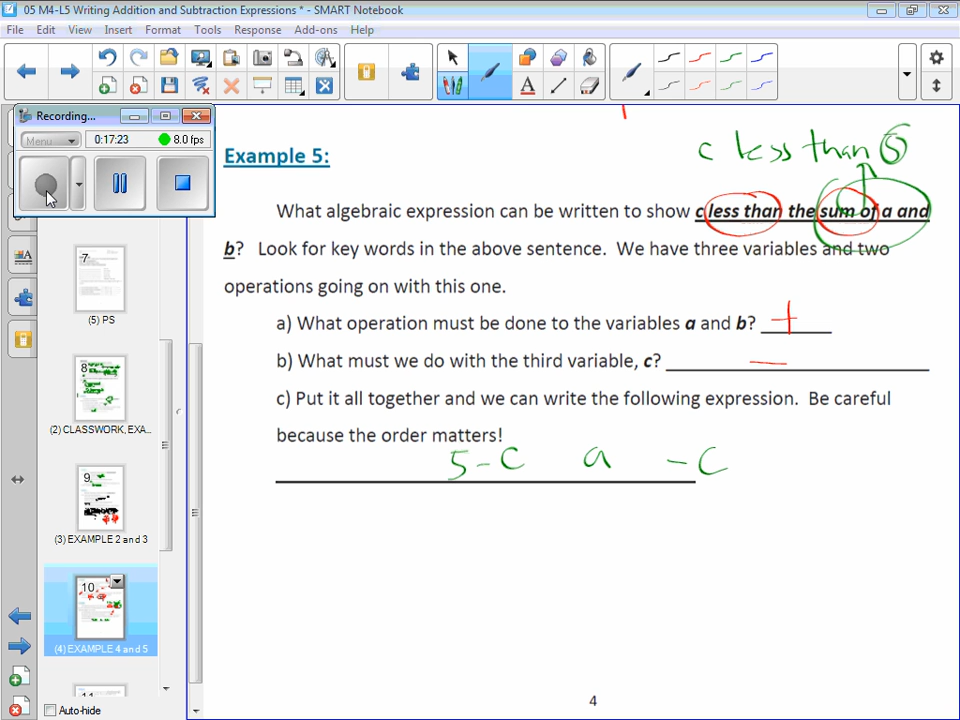 05 M4-L5 Writing Addition and Subtraction Expressions * - SMART Notebook
File Edit View Insert Format Tools Response Add-ons Help
Recording...
Menu 0:17:23 8.0 fps
7
(5) PS
8
(2) CLASSWORK, EXA...
9
(3) EXAMPLE 2 and 3
10
(4) EXAMPLE 4 and 5
11
Auto-hide
c less than 5
Example 5:
What algebraic expression can be written to show c less than the sum of a and
b? Look for key words in the above sentence. We have three variables and two
operations going on with this one.
a) What operation must be done to the variables a and b? +
b) What must we do with the third variable, c? −
c) Put it all together and we can write the following expression. Be careful
because the order matters!
5 - c a - c
4